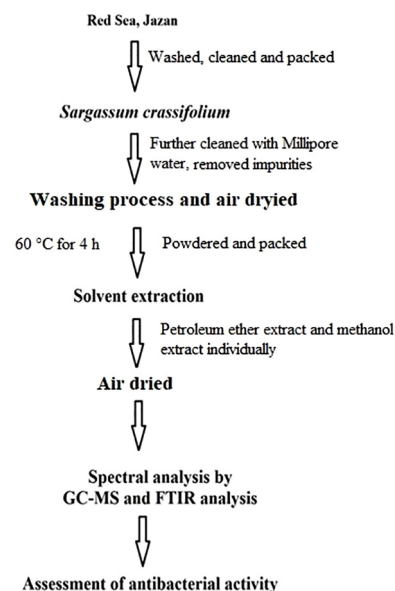 Red Sea, Jazan
Washed, cleaned and packed
Sargassum crassifolium
Further cleaned with Millipore
water, removed impurities
Washing process and air dryied
60 °C for 4 h
Powdered and packed
Solvent extraction
Petroleum ether extract and methanol
extract individually
Air dried
Spectral analysis by
GC-MS and FTIR analysis
Assessment of antibacterial activity